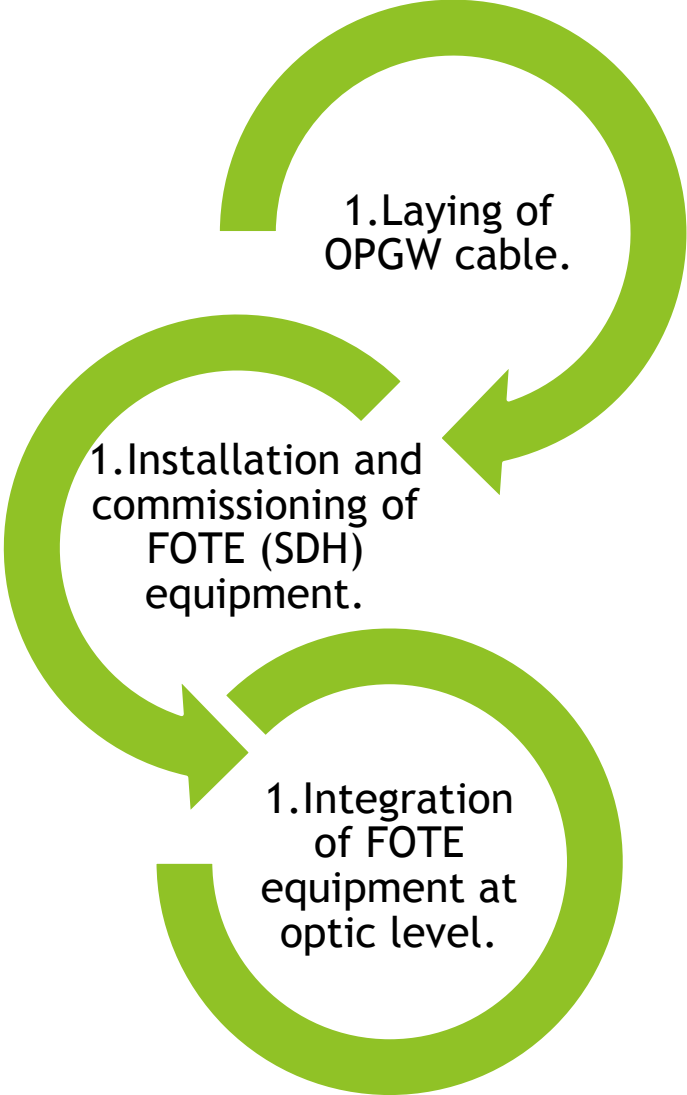 1.Laying of
OPGW cable.
1.Installation and
commissioning of
FOTE (SDH)
equipment.
1.Integration
of FOTE
equipment at
optic level.